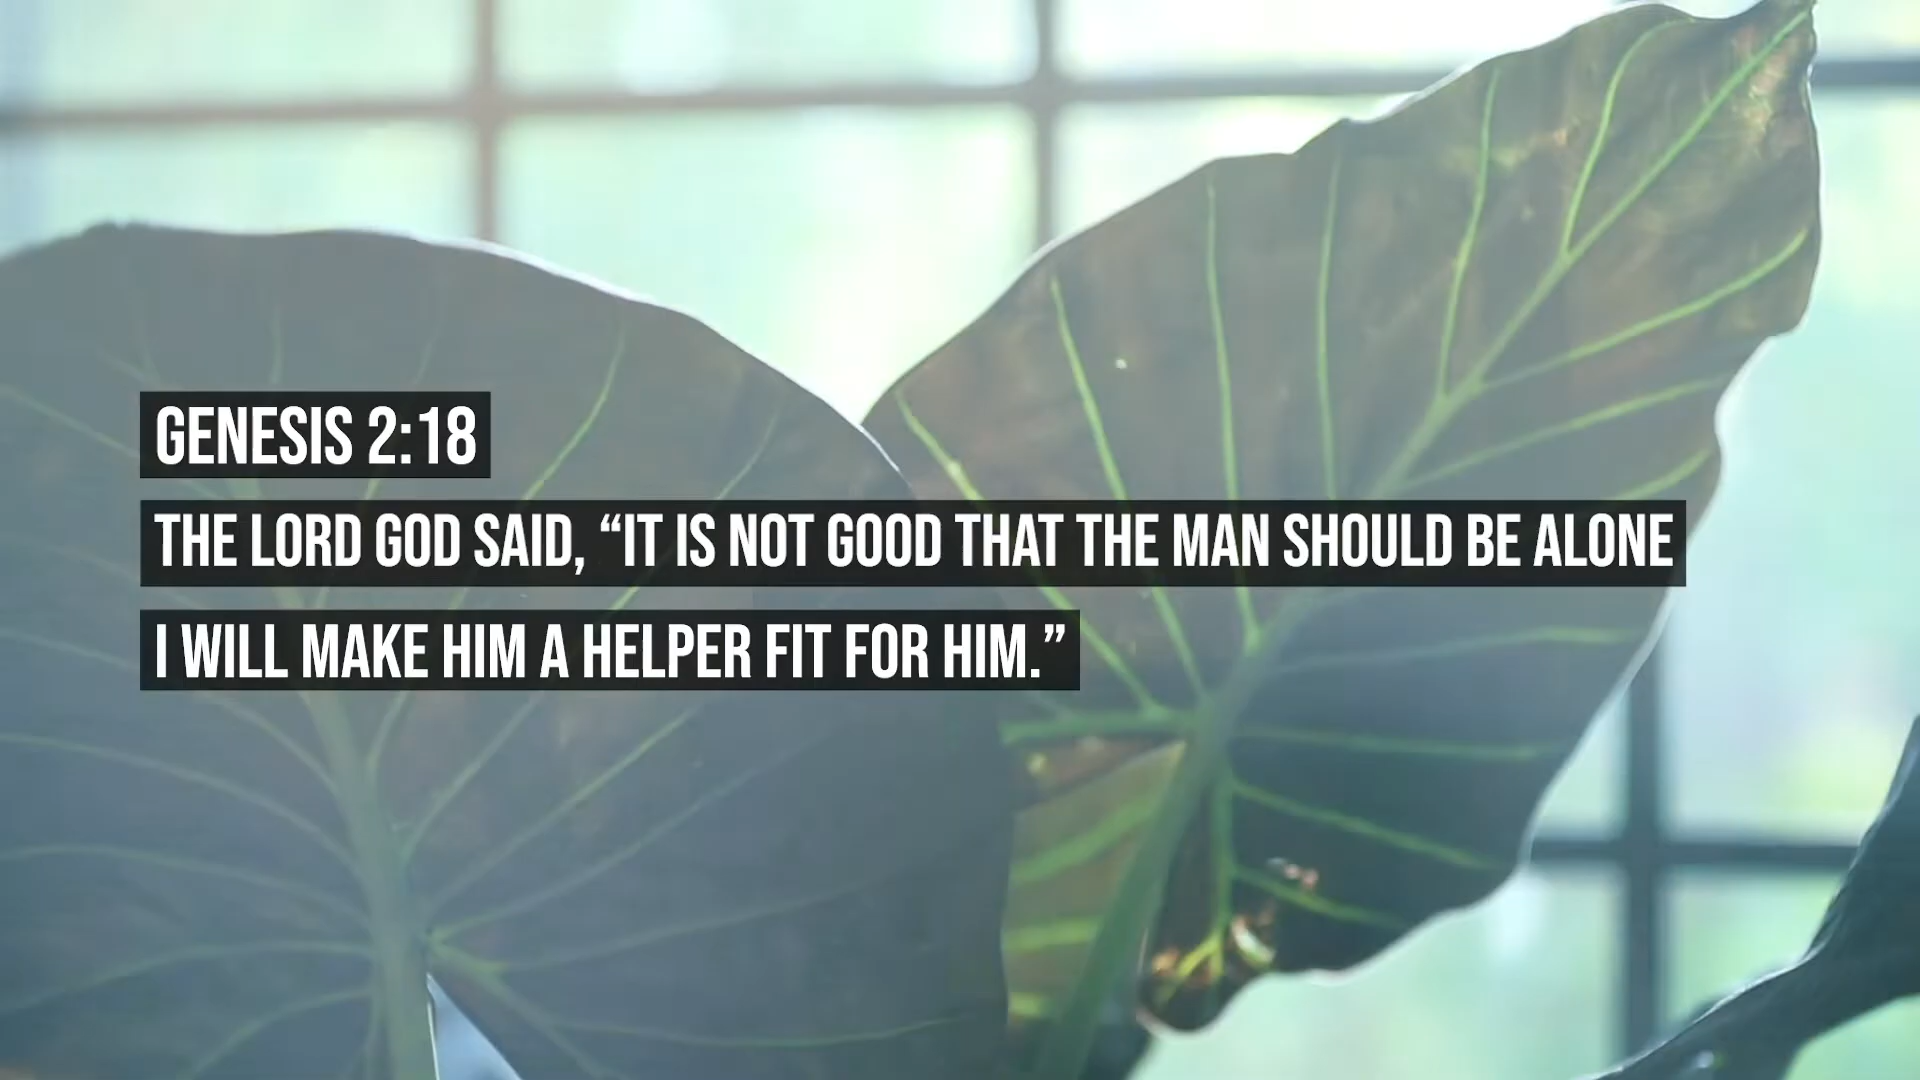 GENESIS 2:18
THE LORD GOD SAID, “IT IS NOT GOOD THAT THE MAN SHOULD BE ALONE
I WILL MAKE HIM A HELPER FIT FOR HIM.”